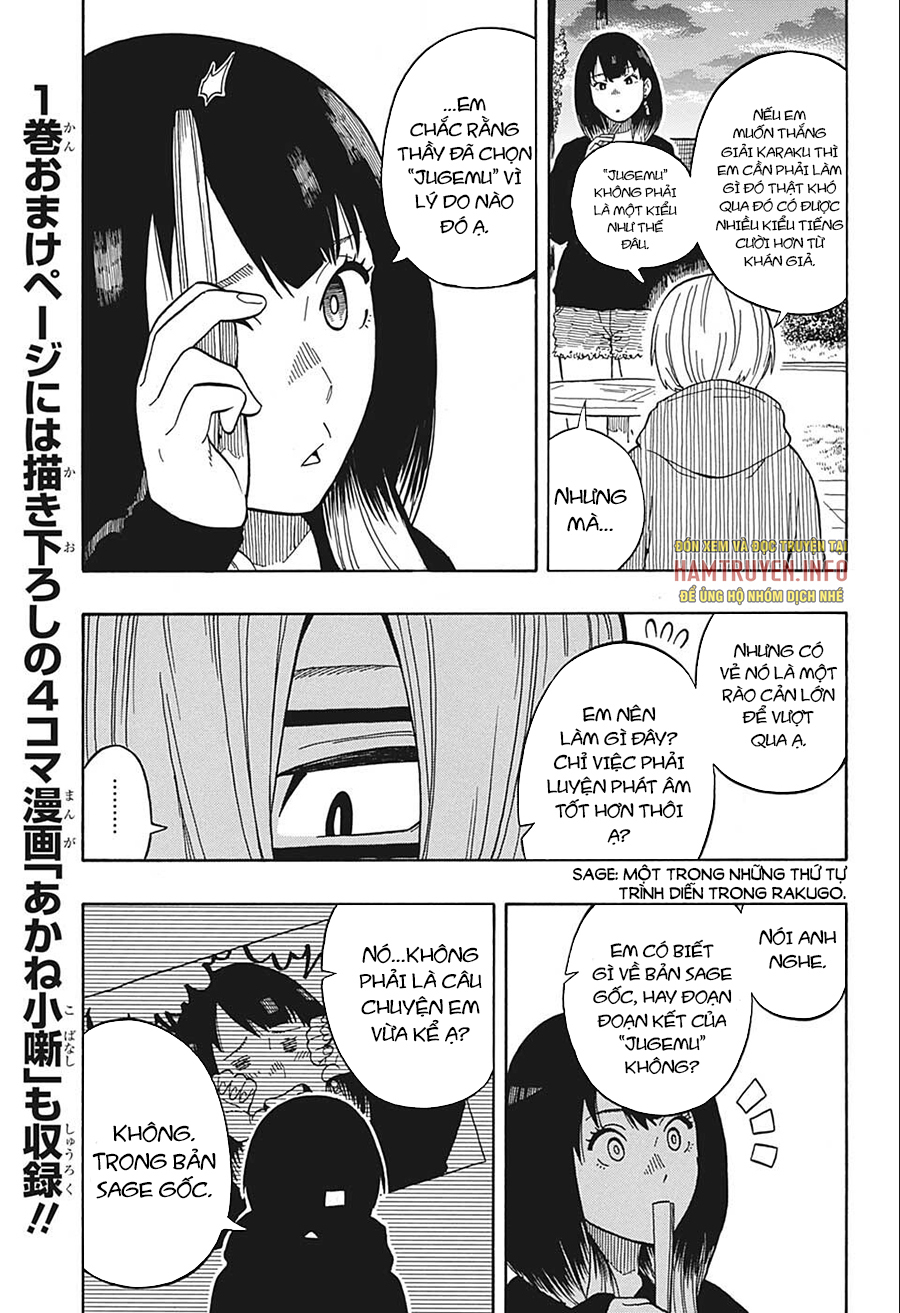 NẾU EM
MUỐN THẮNG
GIẢI KARAKU THÌ
EM CẦN PHẢI LÀM
GÌ ĐÓ THẬT KHÓ
QUA ĐÓ CÓ ĐƯỢC
NHIỀU KIỂU TIẾNG
CƯỜI HƠN TỪ
KHÁN GIẢ.
"JUGEMU"
KHÔNG PHẢI
LÀ MỘT KIỂU
NHƯ THẾ
ĐÂU.
NHƯNG
MÀ...
...EM
CHẮC RẰNG
THẦY ĐÃ CHỌN
"JUGEMU" VÌ
LÝ DO NÀO
ĐÓ Ạ.
ĐÓN XEM VÀ ĐỌC TRUYỆN TẠI
HAMTRUYEN.INFO
ĐỂ ỦNG HỘ NHÓM DỊCH NHÉ
NHƯNG CÓ
VẺ NÓ LÀ MỘT
RÀO CẢN LỚN
ĐỂ VƯỢT
QUA Ạ.
EM NÊN
LÀM GÌ ĐÂY?
CHỈ VIỆC PHẢI
LUYỆN PHÁT ÂM
TỐT HƠN THÔI
Ạ?
.........
SAGE: MỘT TRONG NHỮNG THỨ TỰ
TRÌNH DIỄN TRONG RAKUGO.
NÓI ANH
NGHE.
EM CÓ BIẾT
GÌ VỀ BẢN SAGE
GỐC, HAY ĐOẠN
ĐOẠN KẾT CỦA
"JUGEMU"
KHÔNG?
NÓ...KHÔNG
PHẢI LÀ CÂU
CHUYỆN EM
VỪA KỂ Ạ?
KHÔNG.
TRONG BẢN
SAGE GỐC.
1巻おまけページには描き下ろしの4コマ漫画「あかね小噺」も収録!!